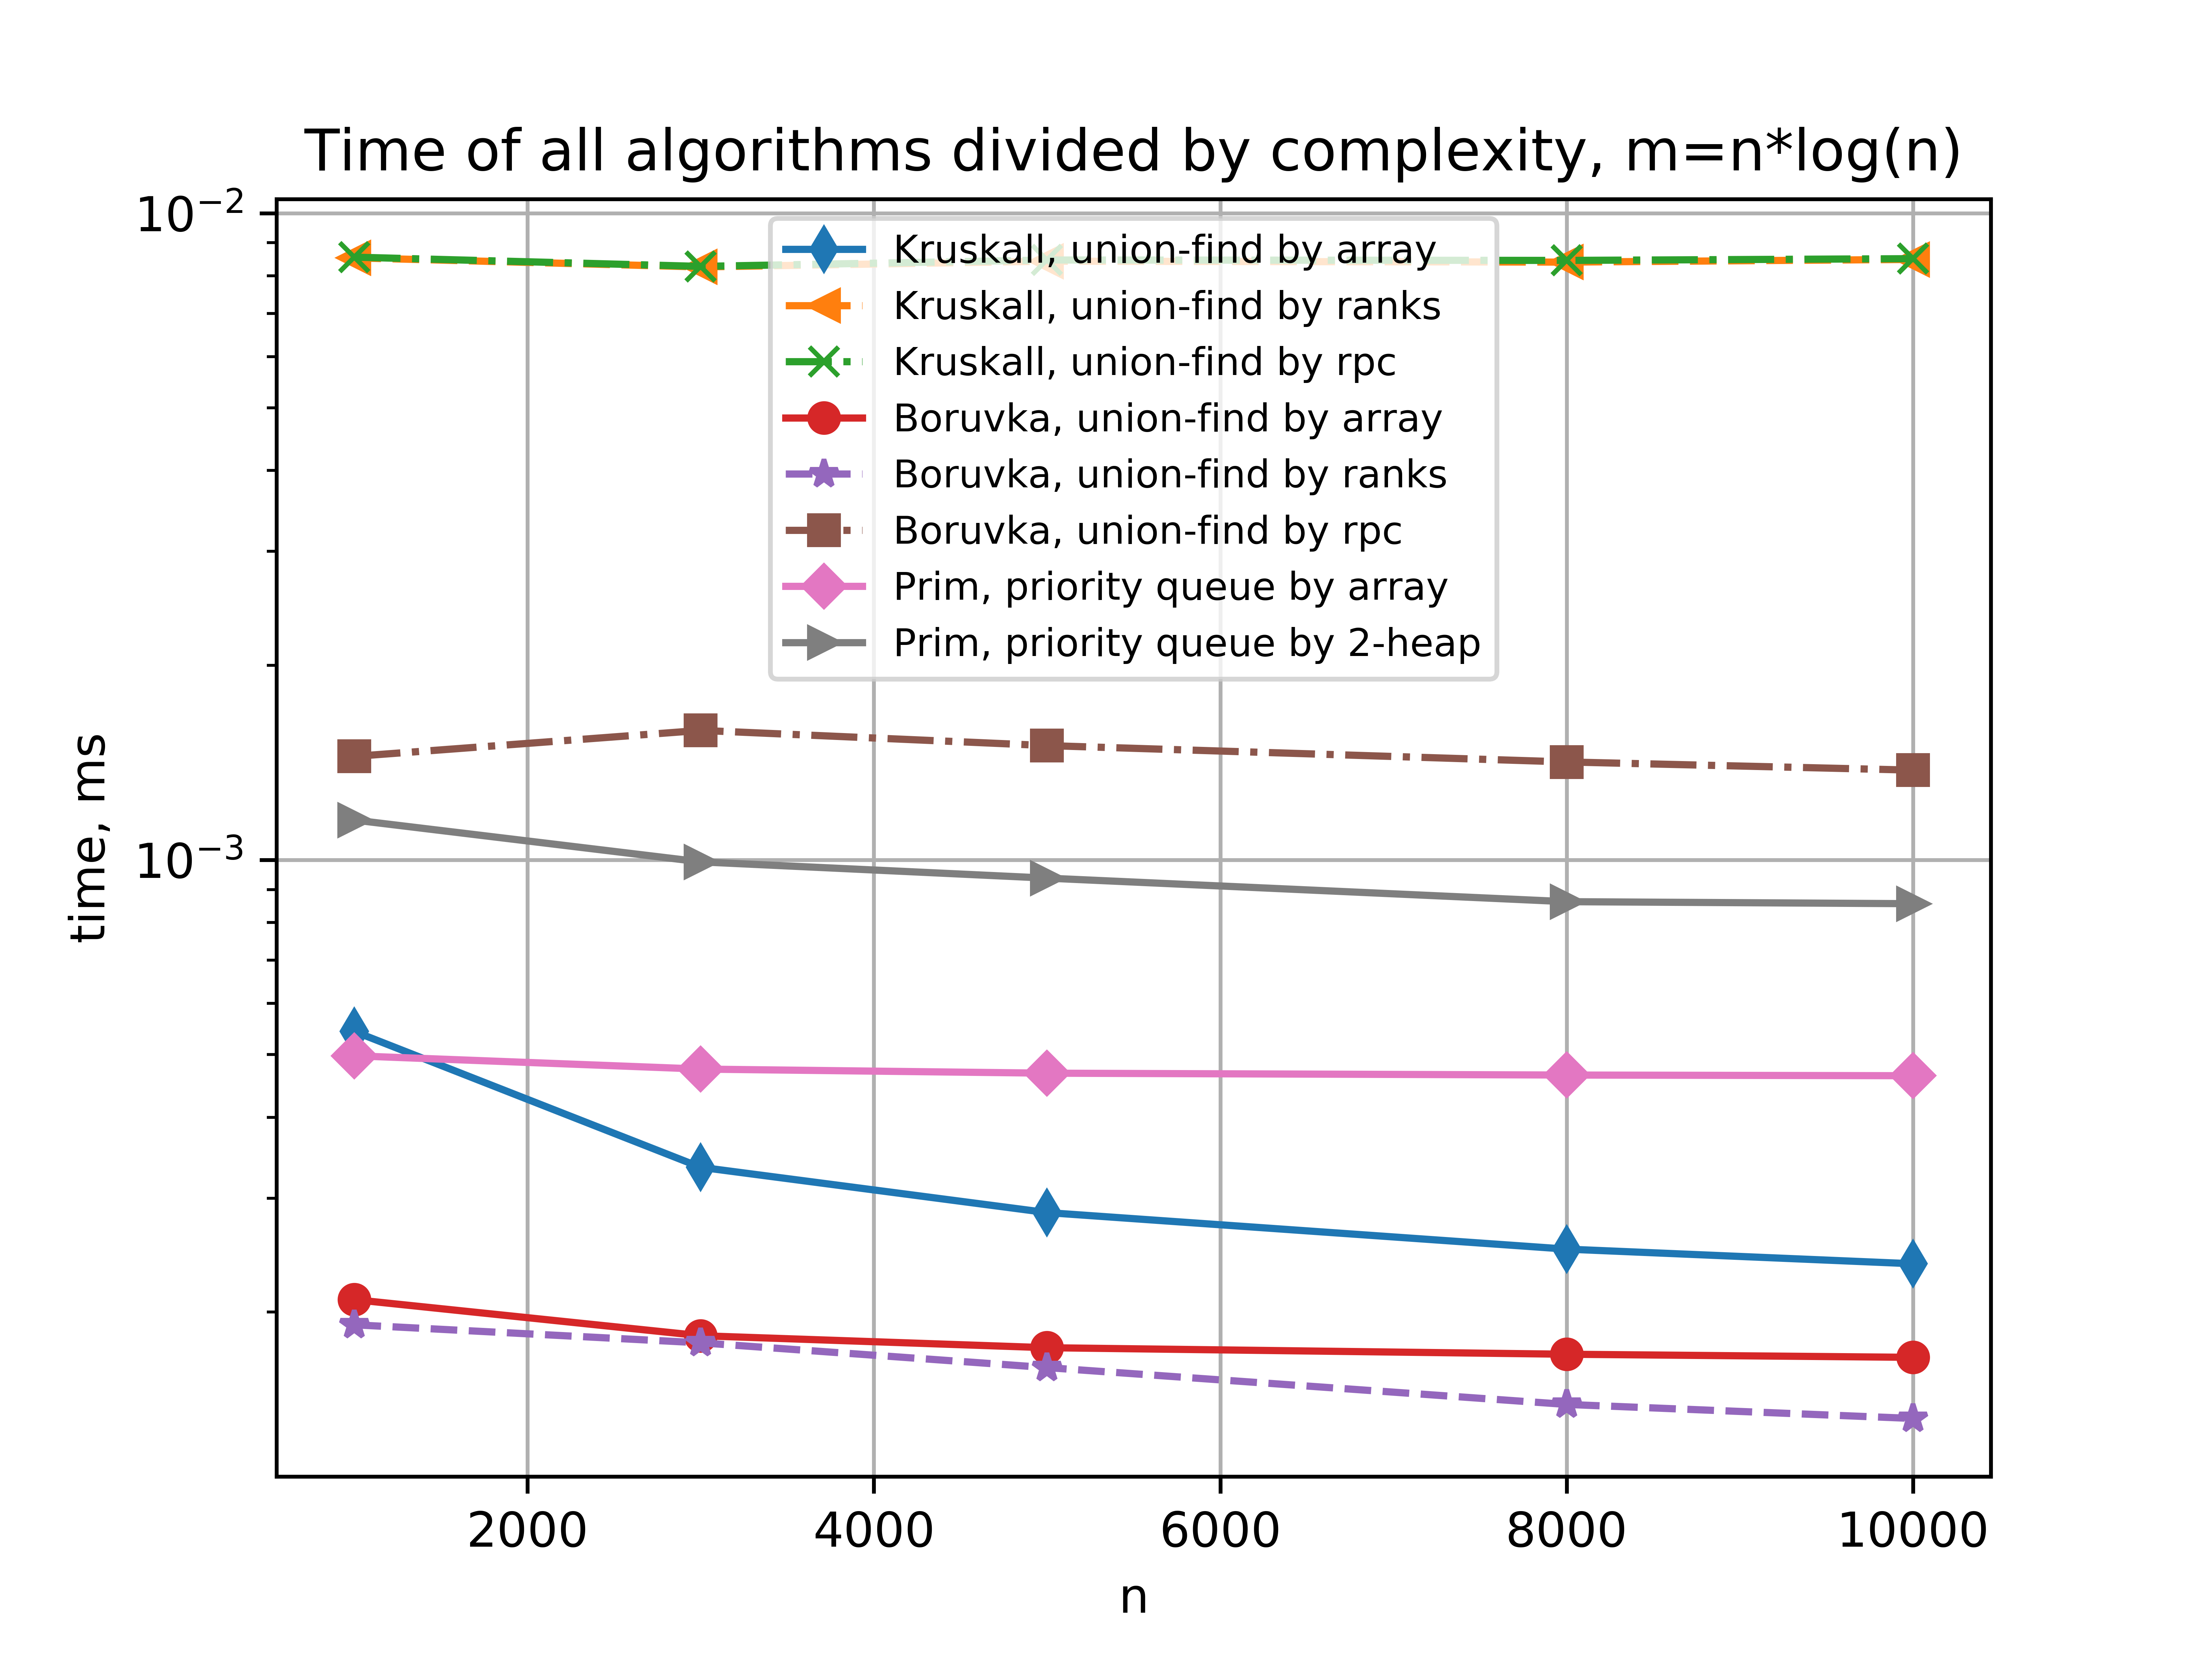 Time of all algorithms divided by complexity, m=n*log(n)
10⁻²
10⁻³
time, ms
Kruskall, union-find by array
Kruskall, union-find by ranks
Kruskall, union-find by rpc
Boruvka, union-find by array
Boruvka, union-find by ranks
Boruvka, union-find by rpc
Prim, priority queue by array
Prim, priority queue by 2-heap
2000 4000 6000 8000 10000
n